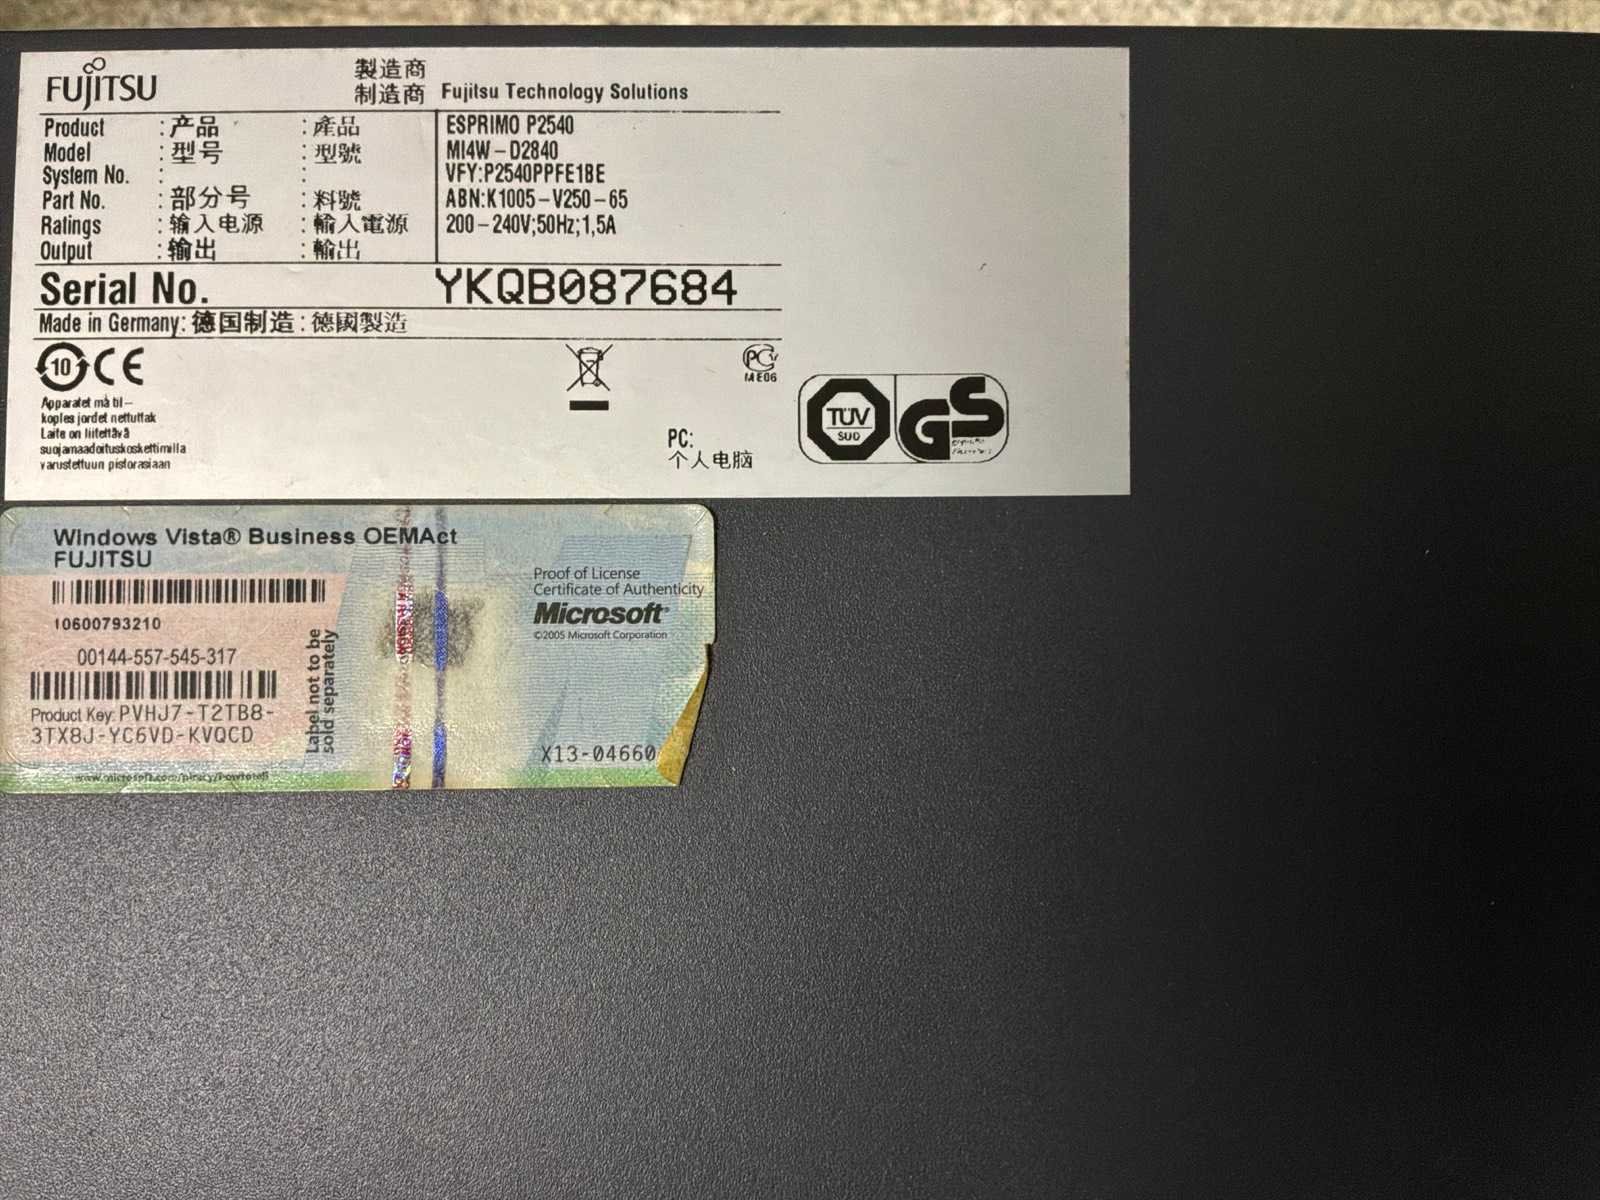 FUJITSU
製造商
制造商 Fujitsu Technology Solutions
Product : 产品 : 產品 ESPRIMO P2540
Model : 型号 : 型號 MI4W-D2840
System No. : : VFY:P2540PPFE1BE
Part No. : 部分号 : 料號 ABN:K1005-V250-65
Ratings : 输入电源 : 輸入電源 200-240V;50Hz;1,5A
Output : 输出 : 輸出
Serial No. YKQB087684
Made in Germany: 德国制造 : 德國製造
10 CE
Apparatet må til-
koples jordet nettuttak
Laite on liitettävä
suojamaadoituskoskettimilla
varustettuun pistorasiaan
ME06
PC:
个人电脑
TÜV
SÜD
GS
Windows Vista® Business OEMAct
FUJITSU
10600793210
00144-557-545-317
Product Key: PVHJ7-T2TB8-
3TX8J-YC6VD-KVQCD
Label not to be
sold separately
Proof of License
Certificate of Authenticity
Microsoft®
©2005 Microsoft Corporation
X13-04660
www.microsoft.com/piracy/howtotell